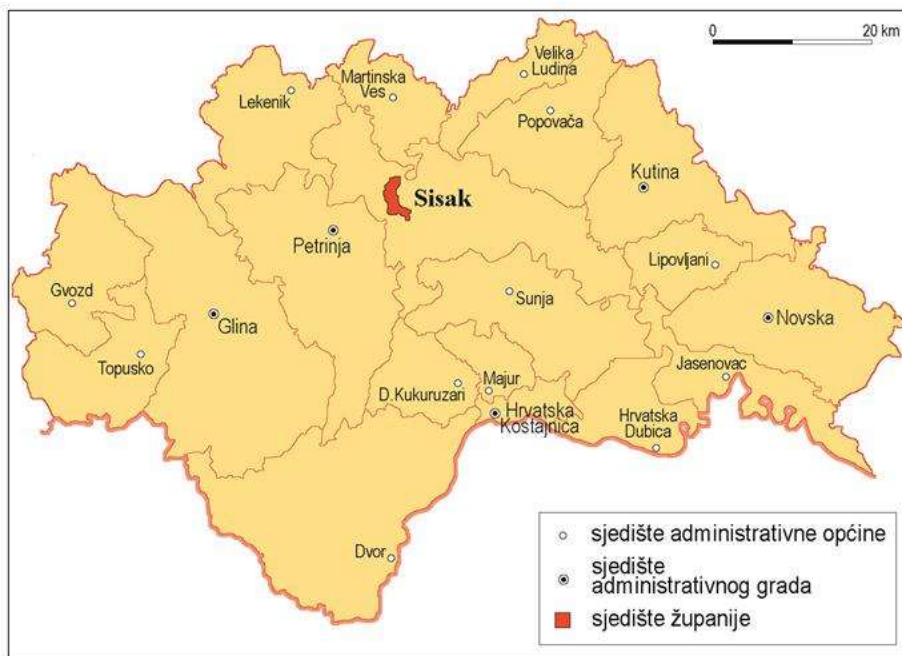 0 20 km
Velika
Ludina
Martinska
Ves
Lekenik
Popovača
Kutina
Sisak
Petrinja
Lipovljani
Gvozd
Sunja
Glina
Novska
Topusko
Jasenovac
Majur
D.Kukuruzari
Hrvatska
Kostajnica
Hrvatska
Dubica
Dvor
sjedište administrativne općine
sjedište
administrativnog grada
sjedište županije